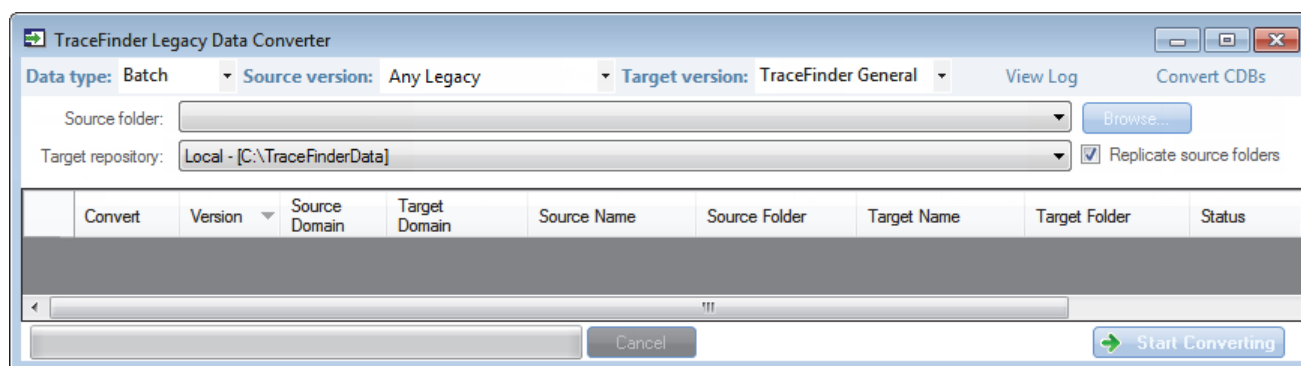 TraceFinder Legacy Data Converter
Data type: Batch Source version: Any Legacy Target version: TraceFinder General View Log Convert CDBs
Source folder: Browse...
Target repository: Local - [C:\TraceFinderData] Replicate source folders
Convert Version Source Domain Target Domain Source Name Source Folder Target Name Target Folder Status
Cancel Start Converting